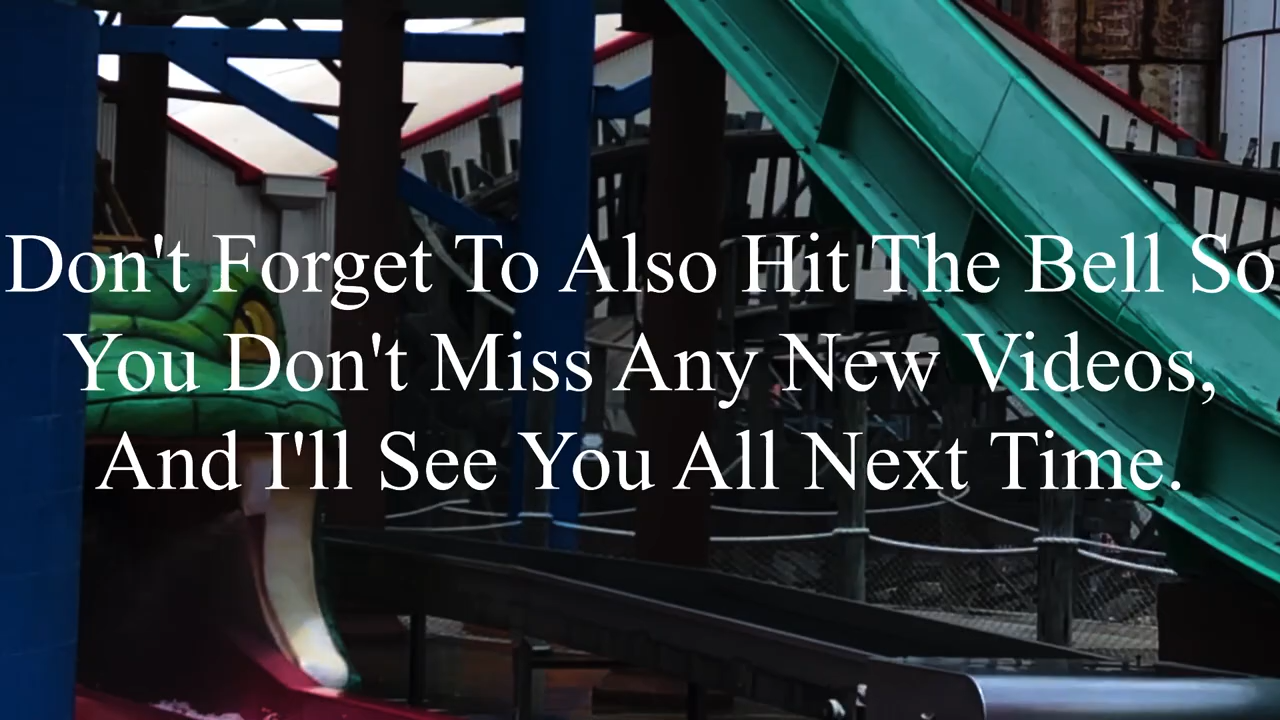 Don't Forget To Also Hit The Bell So
You Don't Miss Any New Videos,
And I'll See You All Next Time.